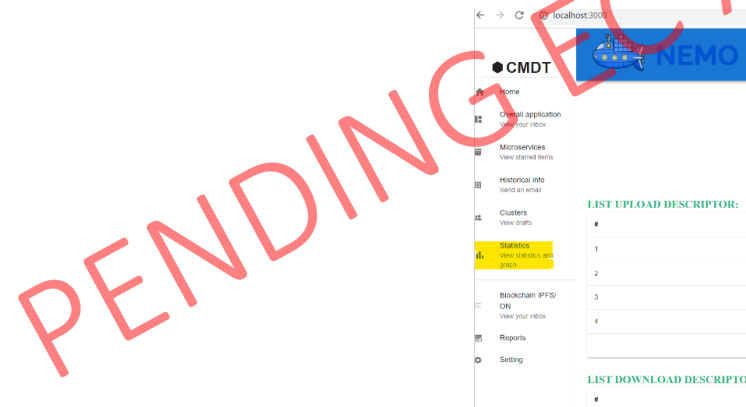 localhost:3000
CMDT
NEMO
Home
Overall application
View your inbox
Microservices
View starred items
Historical info
Send an email
Clusters
View drafts
Statistics
View statistics and
graph
Blockchain IPFS/
ON
View your inbox
Reports
Setting
LIST UPLOAD DESCRIPTOR:
#
1
2
3
4
LIST DOWNLOAD DESCRIPTO
#
PENDING EC